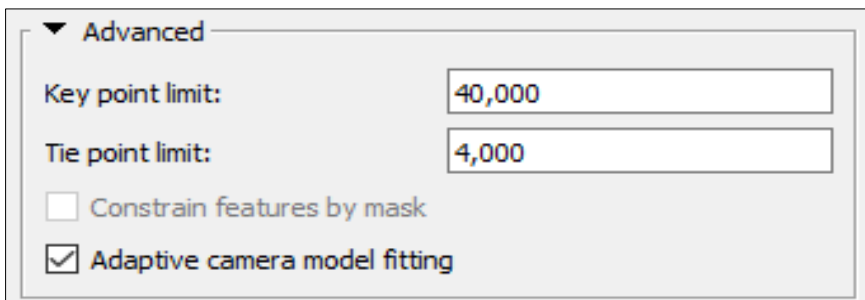 Advanced
Key point limit: 40,000
Tie point limit: 4,000
Constrain features by mask
Adaptive camera model fitting